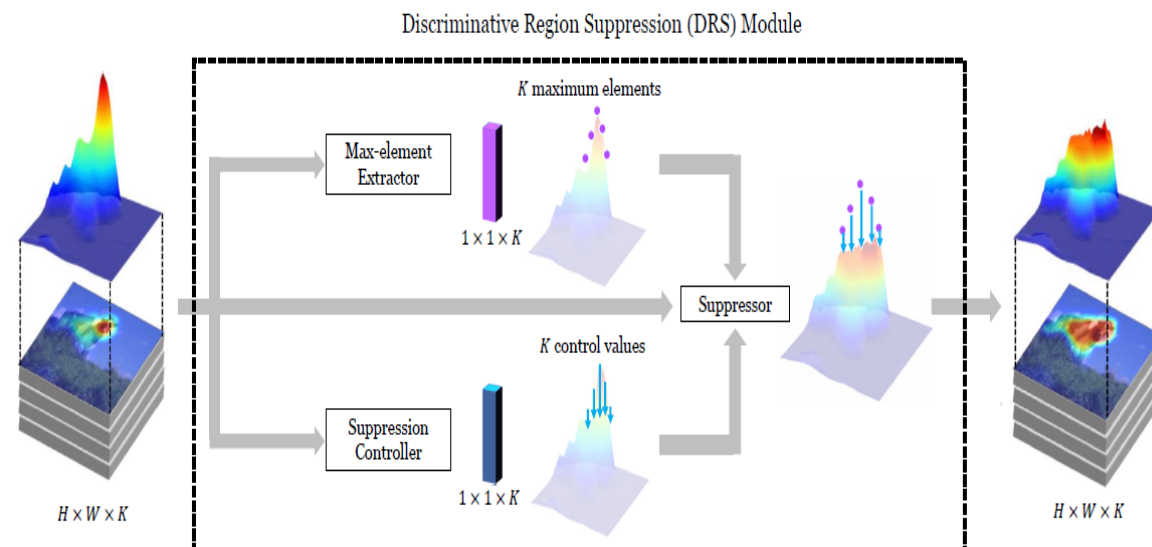 Discriminative Region Suppression (DRS) Module
K maximum elements
Max-element
Extractor
1 × 1 × K
Suppressor
K control values
Suppression
Controller
1 × 1 × K
H × W × K
H × W × K